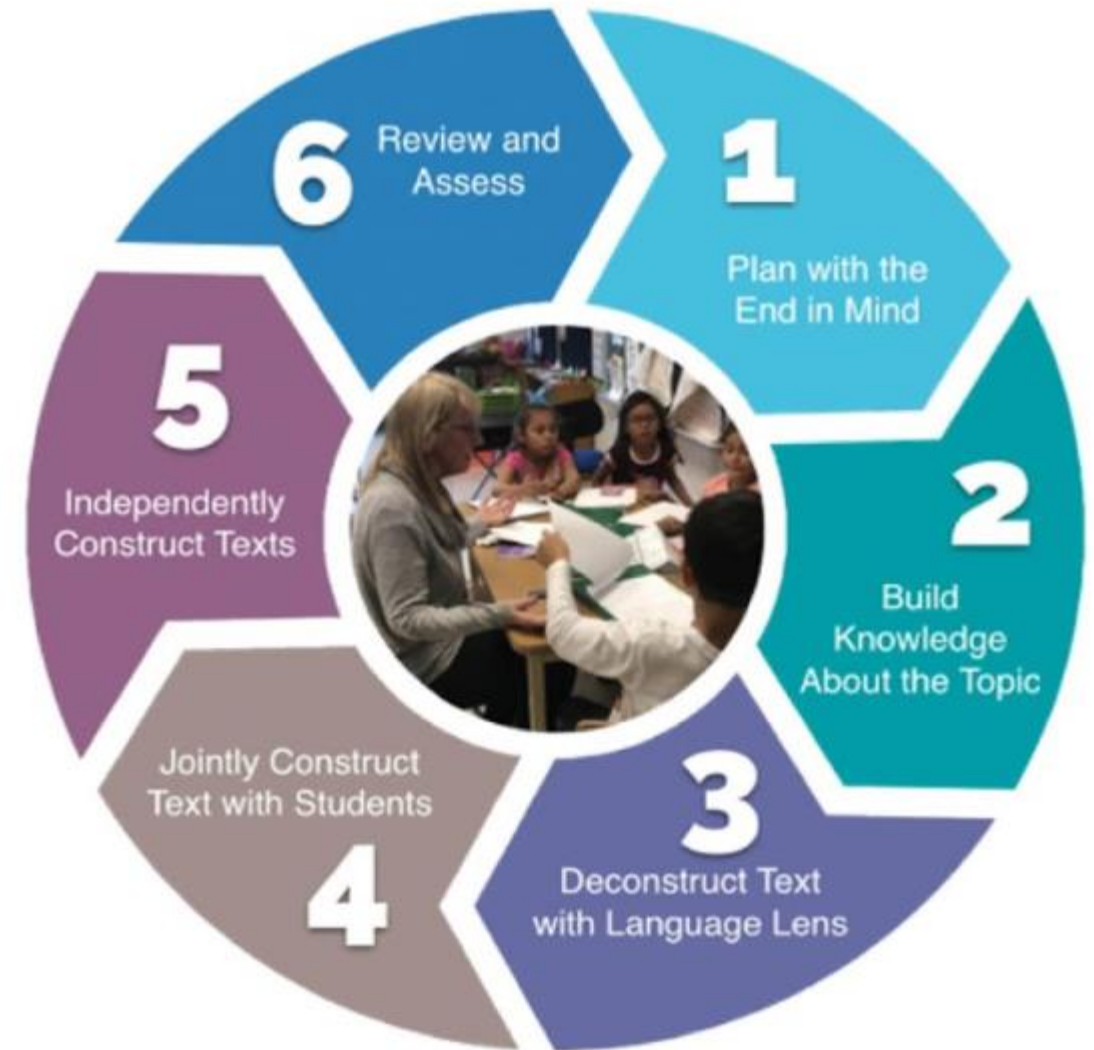 1
Plan with the
End in Mind
2
Build
Knowledge
About the Topic
3
Deconstruct Text
with Language Lens
Jointly Construct
Text with Students
4
5
Independently
Construct Texts
6
Review and
Assess